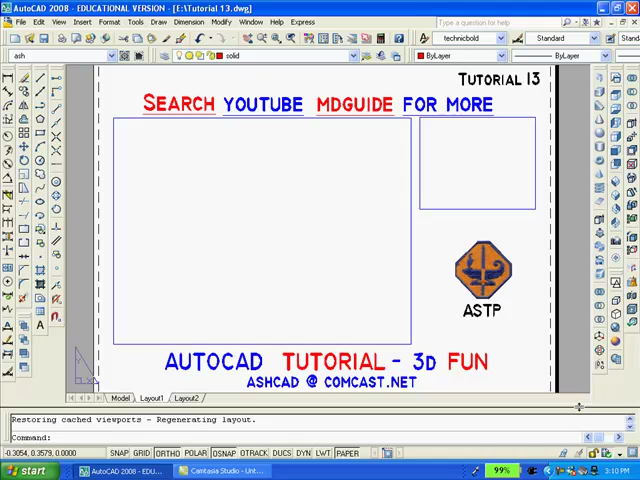 AutoCAD 2008 - EDUCATIONAL VERSION - [E:\Tutorial 13.dwg]
File Edit View Insert Format Tools Draw Dimension Modify Window Help Express
Type a question for help
technicbold Standard
ash solid ByLayer ByLayer
TUTORIAL 13
SEARCH YOUTUBE MDGUIDE FOR MORE
ASTP
AUTOCAD TUTORIAL - 3D FUN
ASHCAD @ COMCAST.NET
Model Layout1 Layout2
Restoring cached viewports - Regenerating layout.
Command:
-0.3054, 0.3579, 0.0000 SNAP GRID ORTHO POLAR OSNAP OTRACK DUCS DYN LWT PAPER
start AutoCAD 2008 - EDU... Camtasia Studio - Unt... 99% 3:10 PM